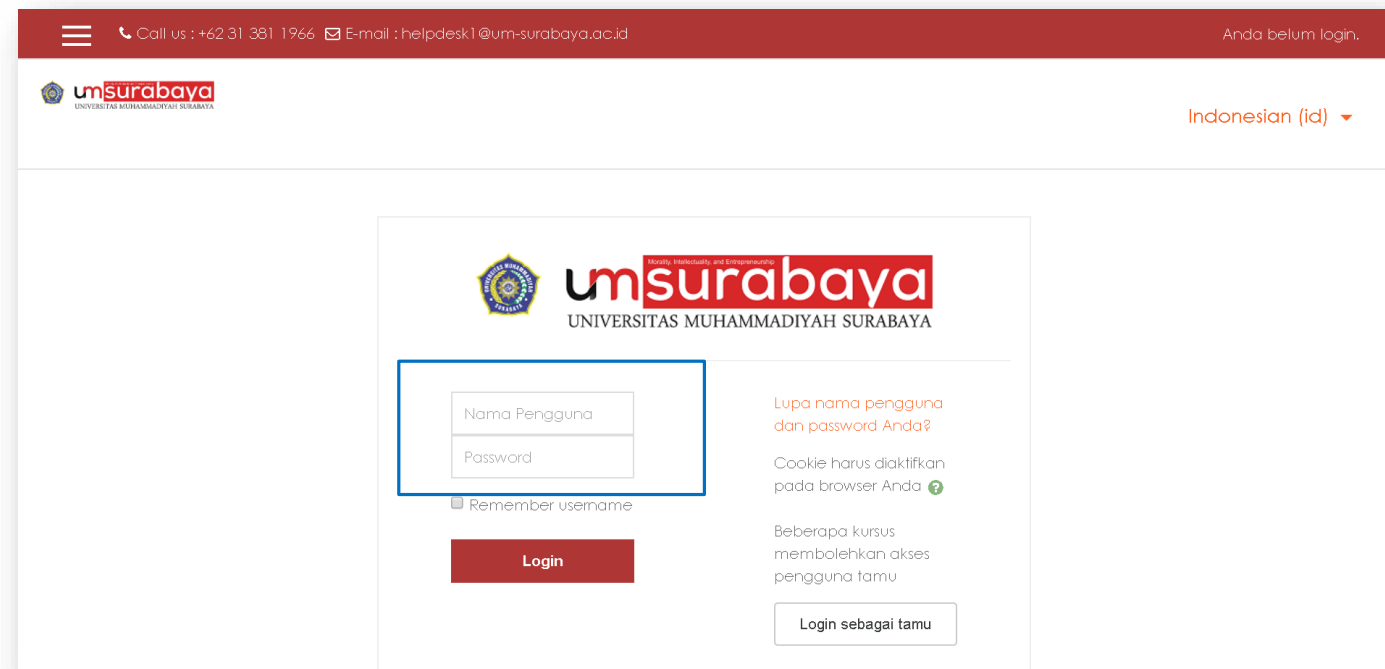 Call us : +62 31 381 1966 E-mail : helpdesk1@um-surabaya.ac.id
Anda belum login.
umsurabaya
UNIVERSITAS MUHAMMADIYAH SURABAYA
Indonesian (id)
Morality, Intellectuality, and Entrepreneurship
umsurabaya
UNIVERSITAS MUHAMMADIYAH SURABAYA
Nama Pengguna
Password
Remember username
Login
Lupa nama pengguna
dan password Anda?
Cookie harus diaktifkan
pada browser Anda
Beberapa kursus
membolehkan akses
pengguna tamu
Login sebagai tamu